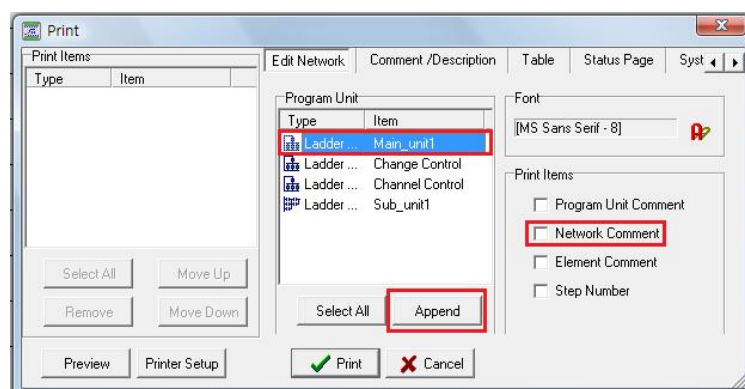 Print
Print Items
Type Item
Select All Move Up
Remove Move Down
Edit Network Comment /Description Table Status Page Syst
Program Unit
Type Item
Ladder ... Main_unit1
Ladder ... Change Control
Ladder ... Channel Control
Ladder ... Sub_unit1
Select All Append
Font
[MS Sans Serif - 8]
Print Items
Program Unit Comment
Network Comment
Element Comment
Step Number
Preview Printer Setup Print Cancel